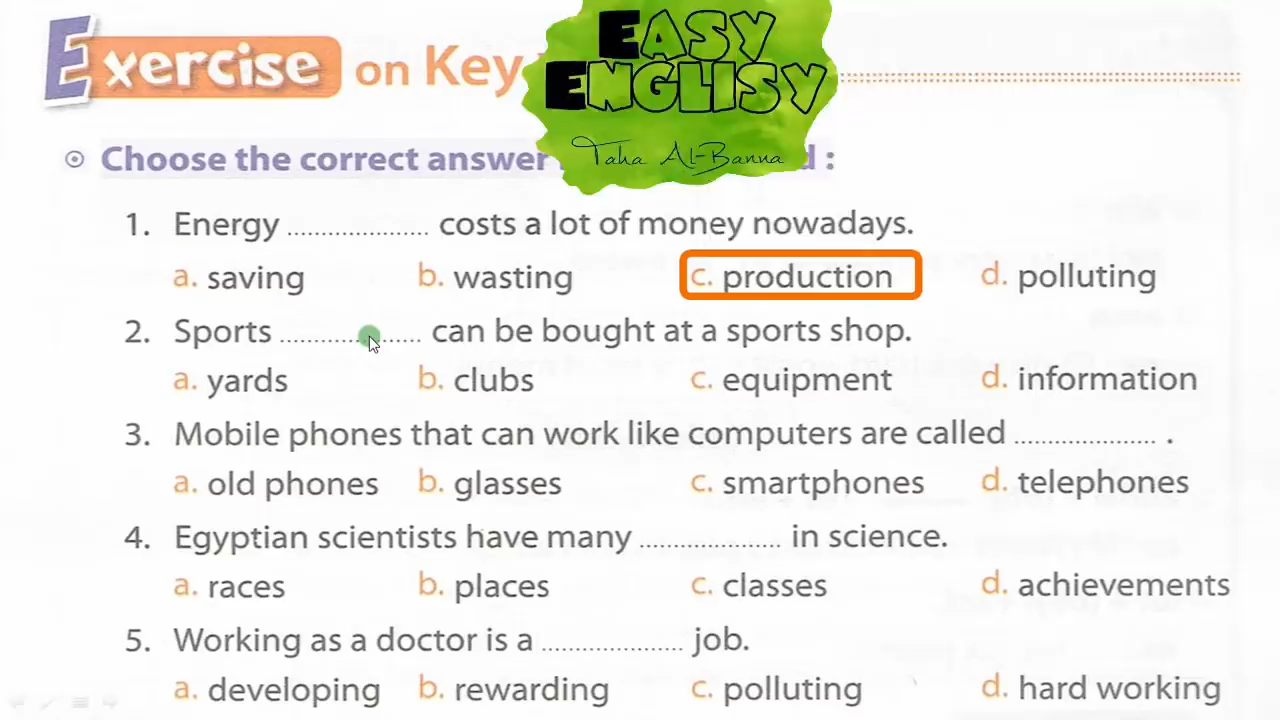 Exercise on Key
EASY
ENGLISY
Taha Al-Banna
Choose the correct answer d :
1. Energy .................... costs a lot of money nowadays.
a. saving b. wasting c. production d. polluting
2. Sports .................... can be bought at a sports shop.
a. yards b. clubs c. equipment d. information
3. Mobile phones that can work like computers are called .................... .
a. old phones b. glasses c. smartphones d. telephones
4. Egyptian scientists have many .................... in science.
a. races b. places c. classes d. achievements
5. Working as a doctor is a .................... job.
a. developing b. rewarding c. polluting d. hard working